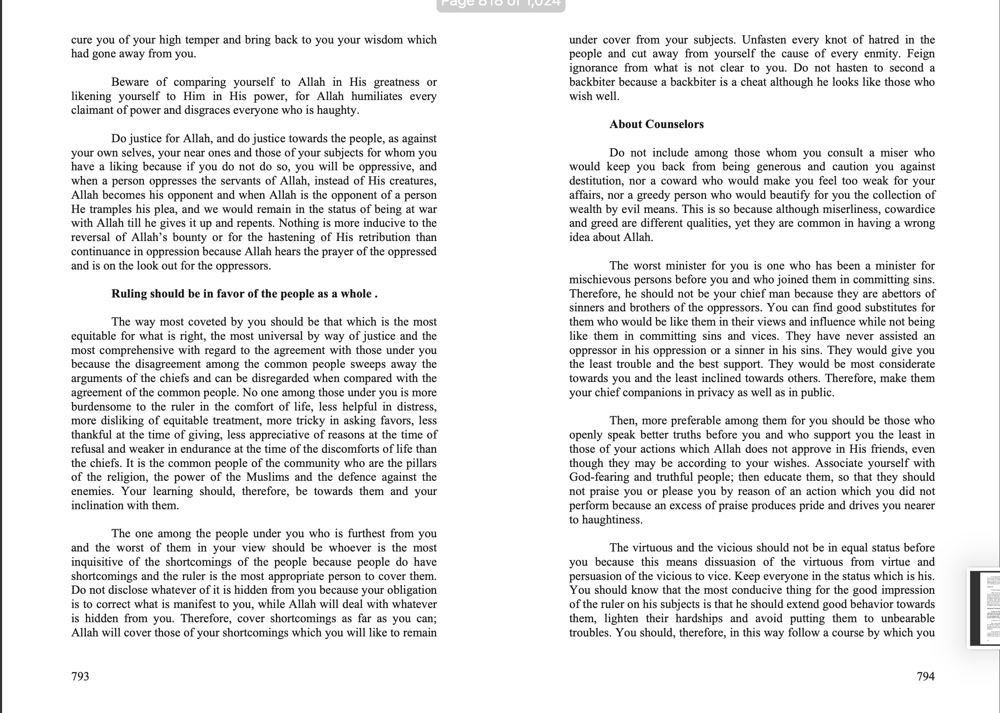 Page 818 of 1,024
cure you of your high temper and bring back to you your wisdom which
had gone away from you.
Beware of comparing yourself to Allah in His greatness or
likening yourself to Him in His power, for Allah humiliates every
claimant of power and disgraces everyone who is haughty.
Do justice for Allah, and do justice towards the people, as against
your own selves, your near ones and those of your subjects for whom you
have a liking because if you do not do so, you will be oppressive, and
when a person oppresses the servants of Allah, instead of His creatures,
Allah becomes his opponent and when Allah is the opponent of a person
He tramples his plea, and we would remain in the status of being at war
with Allah till he gives it up and repents. Nothing is more inducive to the
reversal of Allah’s bounty or for the hastening of His retribution than
continuance in oppression because Allah hears the prayer of the oppressed
and is on the look out for the oppressors.
Ruling should be in favor of the people as a whole .
The way most coveted by you should be that which is the most
equitable for what is right, the most universal by way of justice and the
most comprehensive with regard to the agreement with those under you
because the disagreement among the common people sweeps away the
arguments of the chiefs and can be disregarded when compared with the
agreement of the common people. No one among those under you is more
burdensome to the ruler in the comfort of life, less helpful in distress,
more disliking of equitable treatment, more tricky in asking favors, less
thankful at the time of giving, less appreciative of reasons at the time of
refusal and weaker in endurance at the time of the discomforts of life than
the chiefs. It is the common people of the community who are the pillars
of the religion, the power of the Muslims and the defence against the
enemies. Your learning should, therefore, be towards them and your
inclination with them.
The one among the people under you who is furthest from you
and the worst of them in your view should be whoever is the most
inquisitive of the shortcomings of the people because people do have
shortcomings and the ruler is the most appropriate person to cover them.
Do not disclose whatever of it is hidden from you because your obligation
is to correct what is manifest to you, while Allah will deal with whatever
is hidden from you. Therefore, cover shortcomings as far as you can;
Allah will cover those of your shortcomings which you will like to remain
793
under cover from your subjects. Unfasten every knot of hatred in the
people and cut away from yourself the cause of every enmity. Feign
ignorance from what is not clear to you. Do not hasten to second a
backbiter because a backbiter is a cheat although he looks like those who
wish well.
About Counselors
Do not include among those whom you consult a miser who
would keep you back from being generous and caution you against
destitution, nor a coward who would make you feel too weak for your
affairs, nor a greedy person who would beautify for you the collection of
wealth by evil means. This is so because although miserliness, cowardice
and greed are different qualities, yet they are common in having a wrong
idea about Allah.
The worst minister for you is one who has been a minister for
mischievous persons before you and who joined them in committing sins.
Therefore, he should not be your chief man because they are abettors of
sinners and brothers of the oppressors. You can find good substitutes for
them who would be like them in their views and influence while not being
like them in committing sins and vices. They have never assisted an
oppressor in his oppression or a sinner in his sins. They would give you
the least trouble and the best support. They would be most considerate
towards you and the least inclined towards others. Therefore, make them
your chief companions in privacy as well as in public.
Then, more preferable among them for you should be those who
openly speak better truths before you and who support you the least in
those of your actions which Allah does not approve in His friends, even
though they may be according to your wishes. Associate yourself with
God-fearing and truthful people; then educate them, so that they should
not praise you or please you by reason of an action which you did not
perform because an excess of praise produces pride and drives you nearer
to haughtiness.
The virtuous and the vicious should not be in equal status before
you because this means dissuasion of the virtuous from virtue and
persuasion of the vicious to vice. Keep everyone in the status which is his.
You should know that the most conducive thing for the good impression
of the ruler on his subjects is that he should extend good behavior towards
them, lighten their hardships and avoid putting them to unbearable
troubles. You should, therefore, in this way follow a course by which you
794